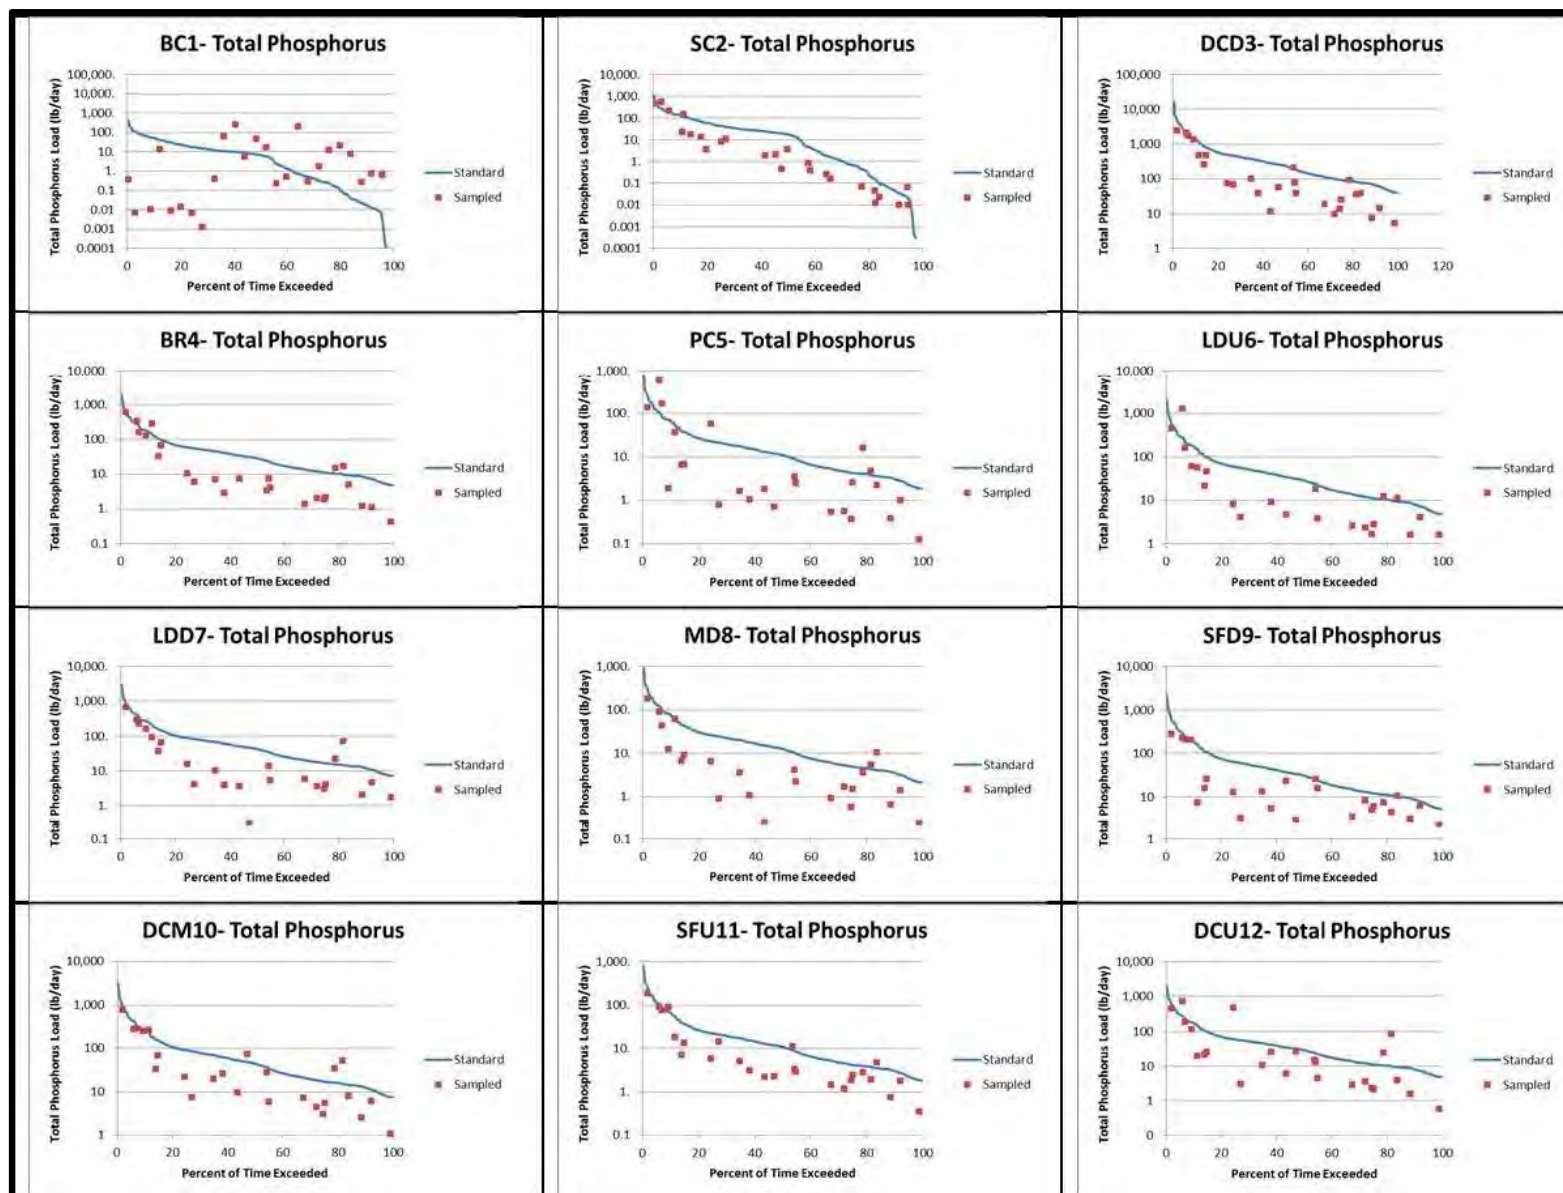 BC1- Total Phosphorus
Total Phosphorus Load (lb/day)
100,000.
10,000.
1,000.
100.
10.
1.
0.1
0.01
0.001
0.0001
0 20 40 60 80 100
Percent of Time Exceeded
Standard
Sampled
SC2- Total Phosphorus
Total Phosphorus Load (lb/day)
10,000.
1,000.
100.
10.
1.
0.1
0.01
0.001
0.0001
0 20 40 60 80 100
Percent of Time Exceeded
Standard
Sampled
DCD3- Total Phosphorus
Total Phosphorus Load (lb/day)
100,000
10,000
1,000
100
10
1
0 20 40 60 80 100 120
Percent of Time Exceeded
Standard
Sampled
BR4- Total Phosphorus
Total Phosphorus Load (lb/day)
10,000.
1,000.
100.
10.
1.
0.1
0 20 40 60 80 100
Percent of Time Exceeded
Standard
Sampled
PC5- Total Phosphorus
Total Phosphorus Load (lb/day)
1,000.
100.
10.
1.
0.1
0 20 40 60 80 100
Percent of Time Exceeded
Standard
Sampled
LDU6- Total Phosphorus
Total Phosphorus Load (lb/day)
10,000
1,000
100
10
1
0 20 40 60 80 100
Percent of Time Exceeded
Standard
Sampled
LDD7- Total Phosphorus
Total Phosphorus Load (lb/day)
10,000.
1,000.
100.
10.
1.
0.1
0 20 40 60 80 100
Percent of Time Exceeded
Standard
Sampled
MD8- Total Phosphorus
Total Phosphorus Load (lb/day)
1,000.
100.
10.
1.
0.1
0 20 40 60 80 100
Percent of Time Exceeded
Standard
Sampled
SFD9- Total Phosphorus
Total Phosphorus Load (lb/day)
10,000
1,000
100
10
1
0 20 40 60 80 100
Percent of Time Exceeded
Standard
Sampled
DCM10- Total Phosphorus
Total Phosphorus Load (lb/day)
10,000
1,000
100
10
1
0 20 40 60 80 100
Percent of Time Exceeded
Standard
Sampled
SFU11- Total Phosphorus
Total Phosphorus Load (lb/day)
1,000.
100.
10.
1.
0.1
0 20 40 60 80 100
Percent of Time Exceeded
Standard
Sampled
DCU12- Total Phosphorus
Total Phosphorus Load (lb/day)
10,000
1,000
100
10
1
0
0 20 40 60 80 100
Percent of Time Exceeded
Standard
Sampled